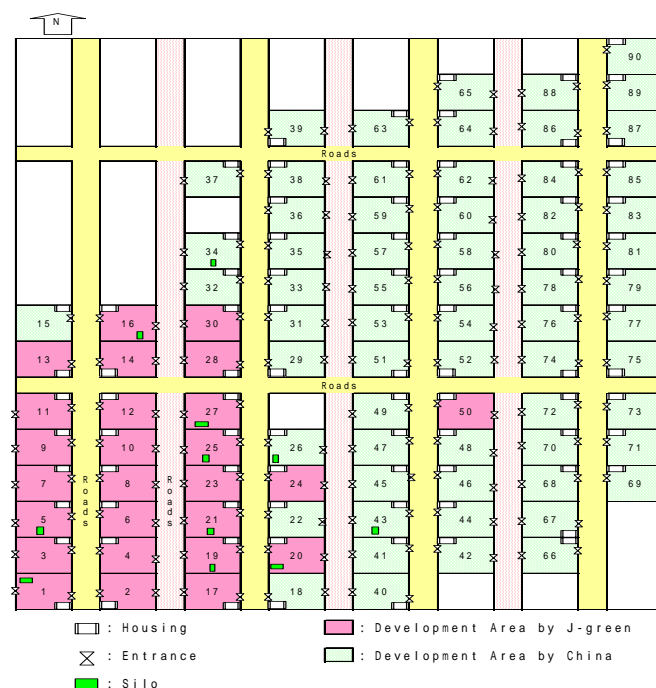 N
90
65 88 89
39 63 64 86 87
Roads
37 38 61 62 84 85
36 59 60 82 83
34 35 57 58 80 81
32 33 55 56 78 79
15 16 30 31 53 54 76 77
13 14 28 29 51 52 74 75
Roads
11 12 27 49 50 72 73
9 10 25 26 47 48 70 71
7 8 23 24 45 46 68 69
Roads
Roads
5 6 21 22 43 44 67
3 4 19 20 41 42 66
1 2 17 18 40
: Housing
: Development Area by J-green
: Entrance
: Development Area by China
: Silo